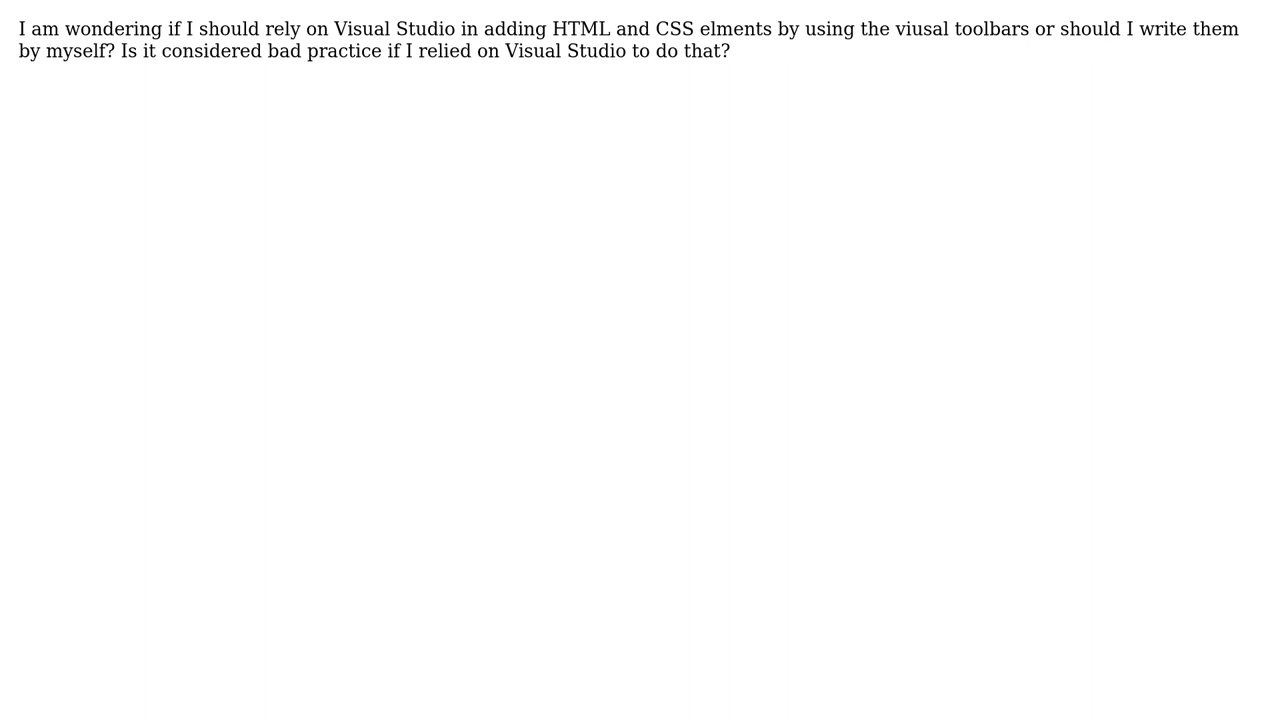 I am wondering if I should rely on Visual Studio in adding HTML and CSS elments by using the viusal toolbars or should I write them
by myself? Is it considered bad practice if I relied on Visual Studio to do that?